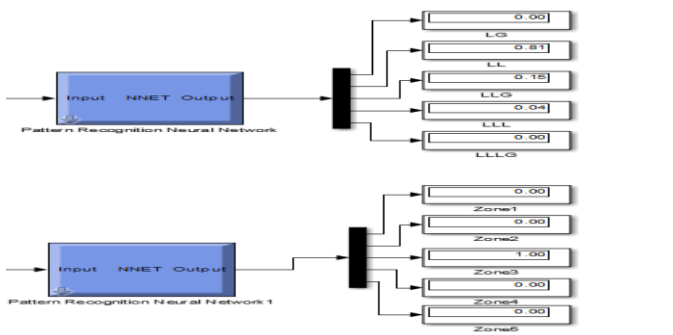 0.00
LG
0.81
LL
0.15
LLG
0.04
LLL
0.00
LLLG
Input NNET Output
Pattern Recognition Neural Network
0.00
Zone1
0.00
Zone2
1.00
Zone3
0.00
Zone4
0.00
Zone5
Input NNET Output
Pattern Recognition Neural Network1